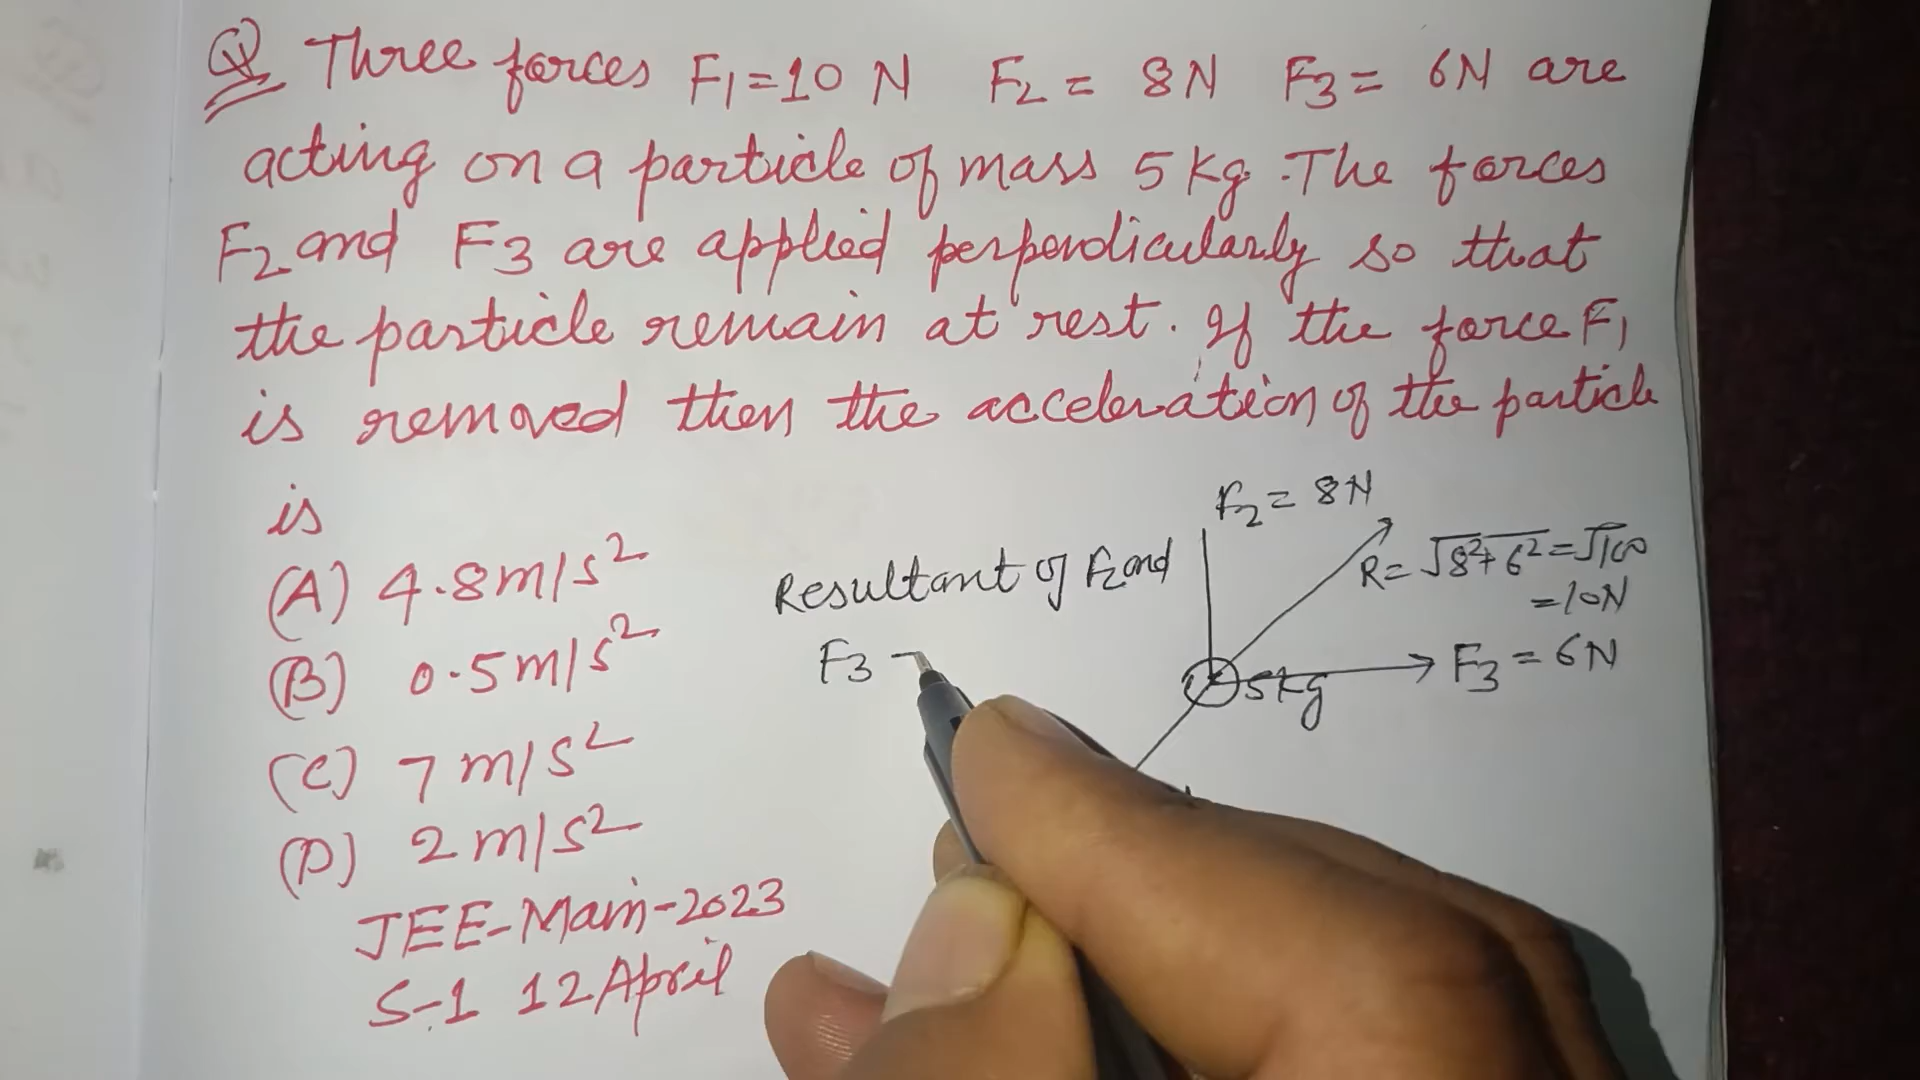 Q Three forces F1=10 N F2 = 8N F3 = 6N are
acting on a particle of mass 5 kg. The forces
F2 and F3 are applied perpendicularly so that
the particle remain at rest. If the force F1
is removed then the acceleration of the particle
is
(A) 4.8m/s²
(B) 0.5m/s²
(C) 7 m/s²
(D) 2 m/s²
JEE-Main-2023
S-1 12 April
Resultant of F2 and
F3
F2 = 8N
R= √8²+6² = √100
=10N
F3 = 6N
5kg